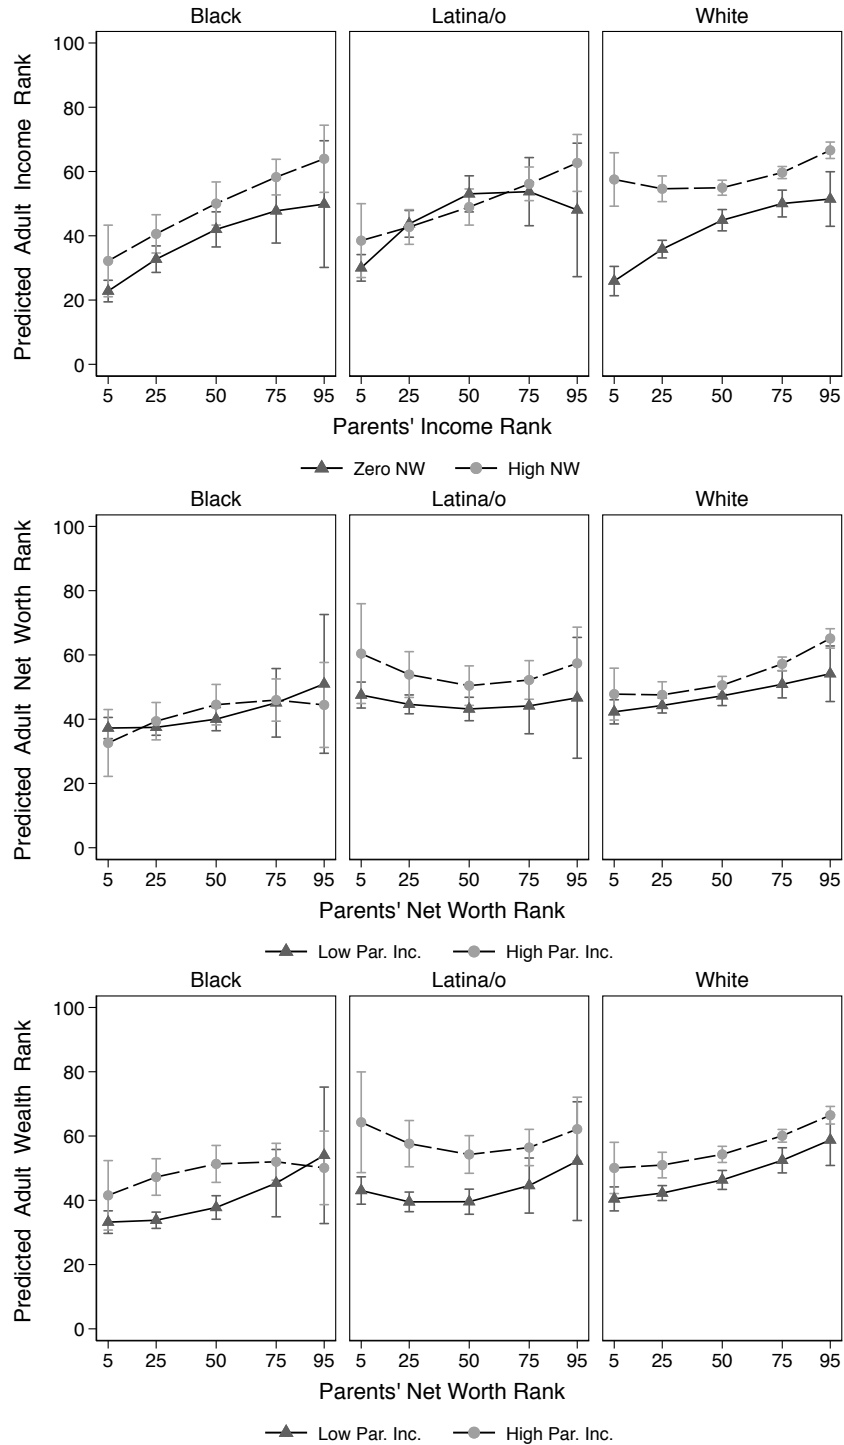 Black Latina/o White
Predicted Adult Income Rank
100
80
60
40
20
0
5 25 50 75 95 5 25 50 75 95 5 25 50 75 95
Parents' Income Rank
Zero NW High NW
Black Latina/o White
Predicted Adult Net Worth Rank
100
80
60
40
20
0
5 25 50 75 95 5 25 50 75 95 5 25 50 75 95
Parents' Net Worth Rank
Low Par. Inc. High Par. Inc.
Black Latina/o White
Predicted Adult Wealth Rank
100
80
60
40
20
0
5 25 50 75 95 5 25 50 75 95 5 25 50 75 95
Parents' Net Worth Rank
Low Par. Inc. High Par. Inc.